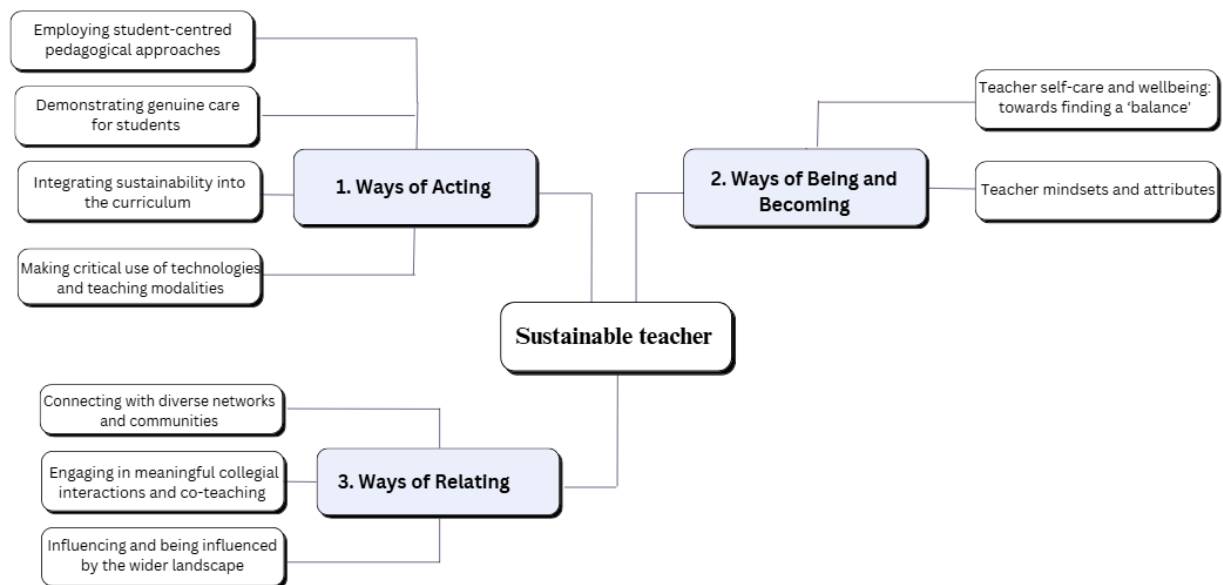 Employing student-centred
pedagogical approaches
Demonstrating genuine care
for students
Integrating sustainability into
the curriculum
Making critical use of technologies
and teaching modalities
1. Ways of Acting
2. Ways of Being and
Becoming
Teacher self-care and wellbeing:
towards finding a ‘balance’
Teacher mindsets and attributes
Sustainable teacher
Connecting with diverse networks
and communities
Engaging in meaningful collegial
interactions and co-teaching
Influencing and being influenced
by the wider landscape
3. Ways of Relating